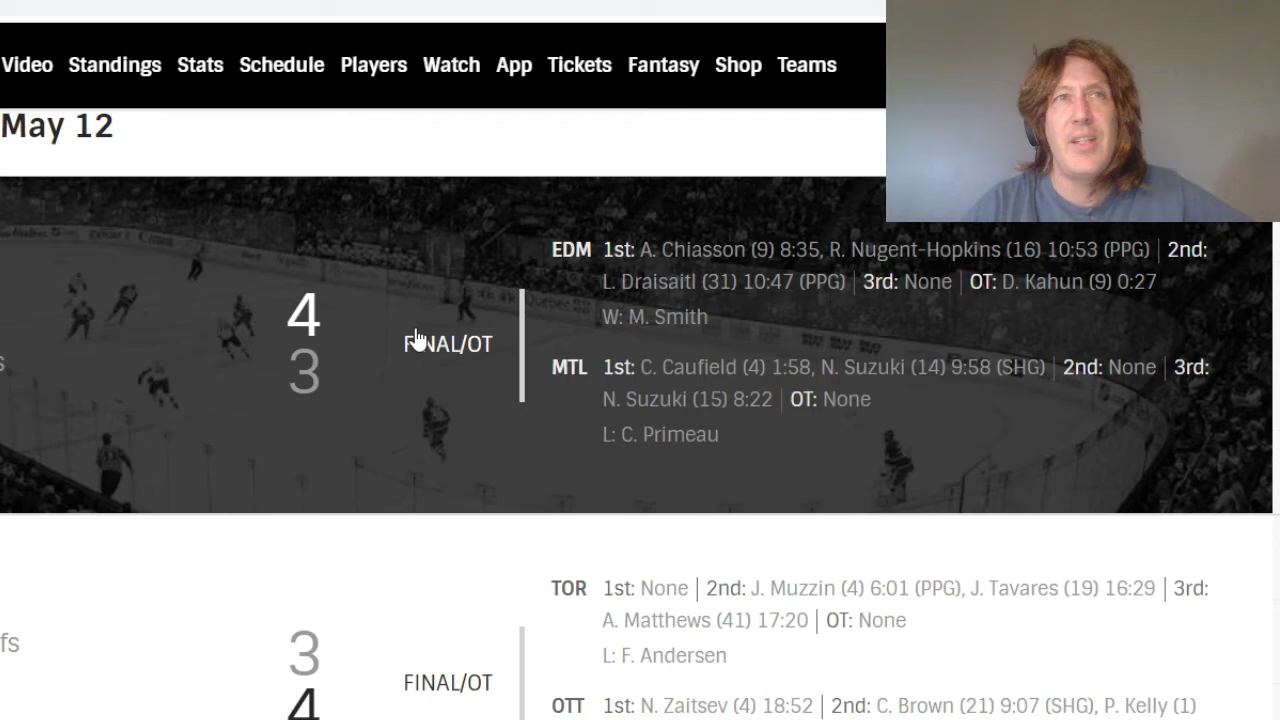 Video Standings Stats Schedule Players Watch App Tickets Fantasy Shop Teams
May 12
EDM 1st: A. Chiasson (9) 8:35, R. Nugent-Hopkins (16) 10:53 (PPG) | 2nd:
L. Draisaitl (31) 10:47 (PPG) | 3rd: None | OT: D. Kahun (9) 0:27
W: M. Smith
4
FINAL/OT
3
MTL 1st: C. Caufield (4) 1:58, N. Suzuki (14) 9:58 (SHG) | 2nd: None | 3rd:
N. Suzuki (15) 8:22 | OT: None
L: C. Primeau
TOR 1st: None | 2nd: J. Muzzin (4) 6:01 (PPG), J. Tavares (19) 16:29 | 3rd:
A. Matthews (41) 17:20 | OT: None
L: F. Andersen
fs
3
FINAL/OT
4
OTT 1st: N. Zaitsev (4) 18:52 | 2nd: C. Brown (21) 9:07 (SHG), P. Kelly (1)